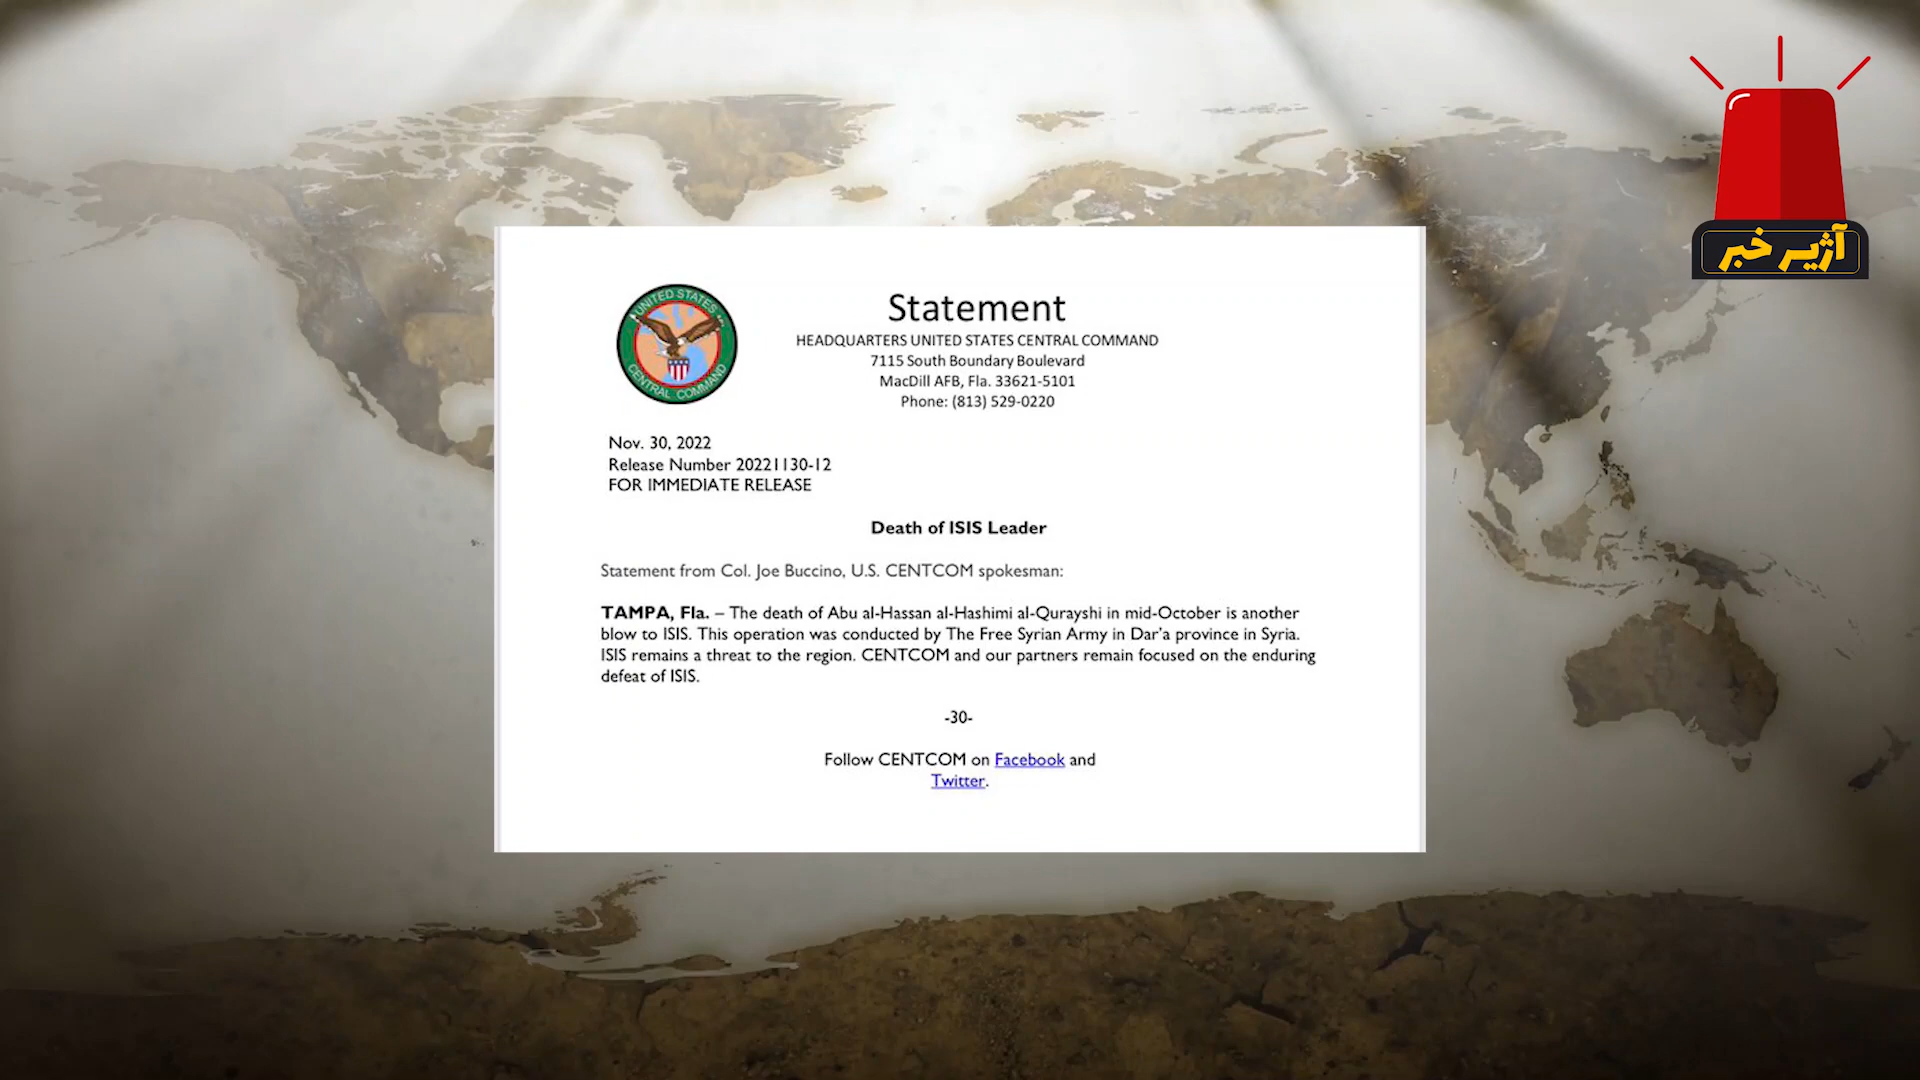 آژیر خبر
UNITED STATES
CENTRAL COMMAND
Statement
HEADQUARTERS UNITED STATES CENTRAL COMMAND
7115 South Boundary Boulevard
MacDill AFB, Fla. 33621-5101
Phone: (813) 529-0220
Nov. 30, 2022
Release Number 20221130-12
FOR IMMEDIATE RELEASE
Death of ISIS Leader
Statement from Col. Joe Buccino, U.S. CENTCOM spokesman:
TAMPA, Fla. – The death of Abu al-Hassan al-Hashimi al-Qurayshi in mid-October is another
blow to ISIS. This operation was conducted by The Free Syrian Army in Dar’a province in Syria.
ISIS remains a threat to the region. CENTCOM and our partners remain focused on the enduring
defeat of ISIS.
-30-
Follow CENTCOM on Facebook and
Twitter.